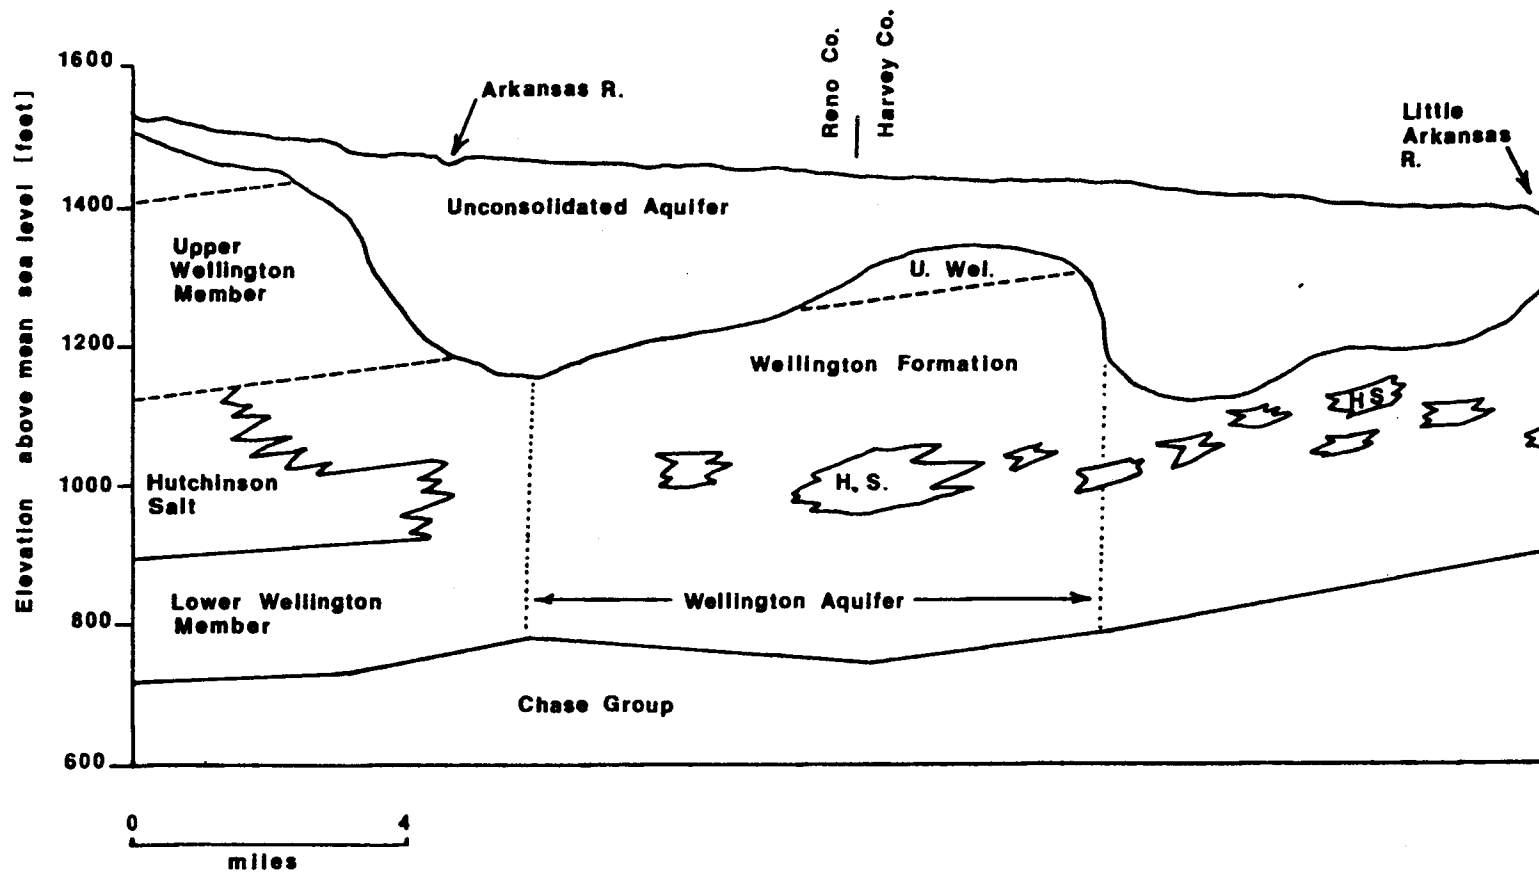 Elevation above mean sea level [feet]
1600
1400
1200
1000
800
600
Arkansas R.
Reno Co.
Harvey Co.
Little
Arkansas
R.
Unconsolidated Aquifer
Upper
Wellington
Member
U. Wel.
Wellington Formation
Hutchinson
Salt
H. S.
H S
Lower Wellington
Member
Wellington Aquifer
Chase Group
0
4
miles